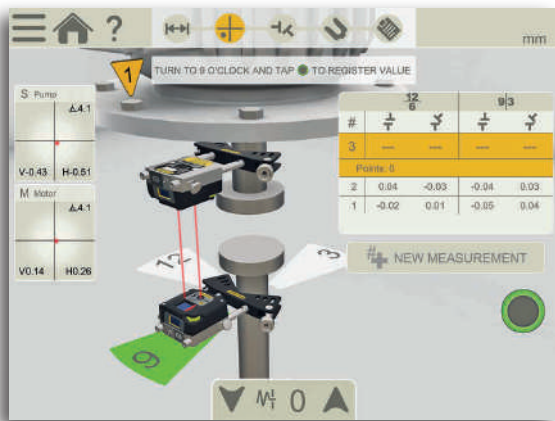 ?
mm
1
TURN TO 9 O'CLOCK AND TAP TO REGISTER VALUE
S Pump
4.1
V-0.43 H-0.51
M Motor
4.1
V0.14 H0.26
12
6 9 3
#
3 --- --- --- ---
Points: 0
2 0.04 -0.03 -0.04 0.03
1 -0.02 0.01 -0.05 0.04
NEW MEASUREMENT
12
3
9
0